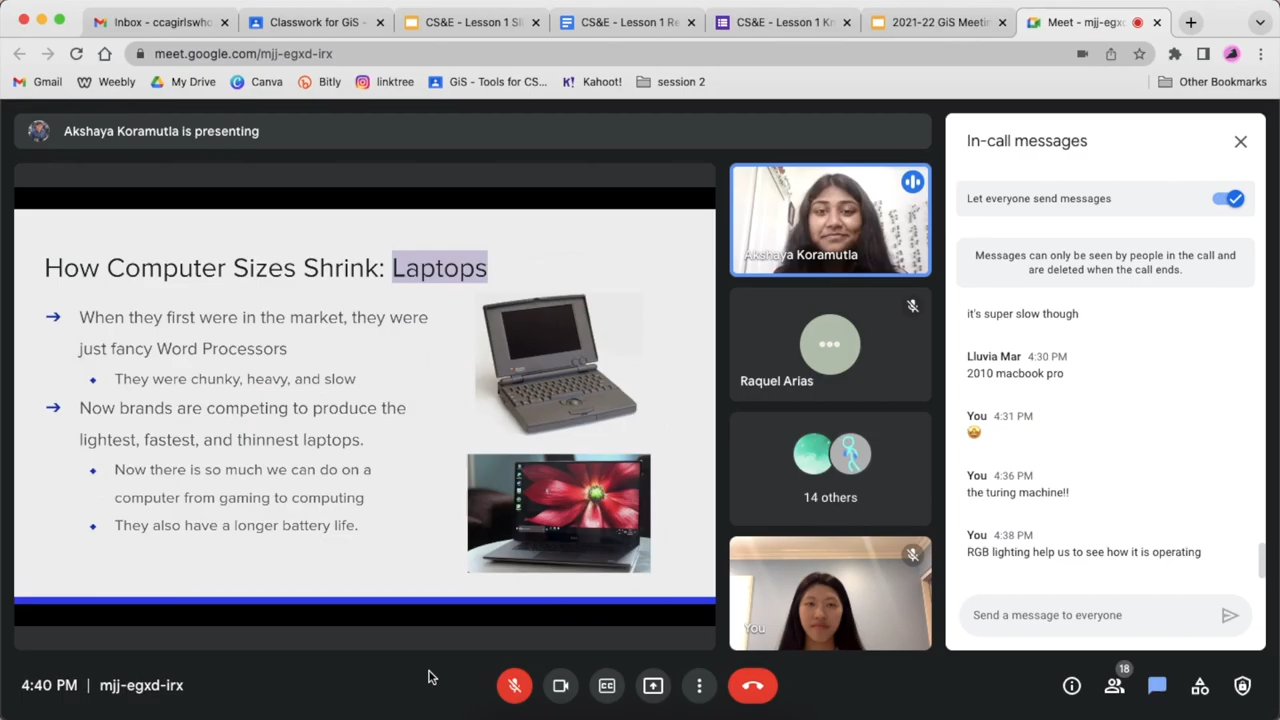 Inbox - ccagirlswho
Classwork for GiS -
CS&E - Lesson 1 Sli
CS&E - Lesson 1 Re
CS&E - Lesson 1 Kn
2021-22 GiS Meetin
Meet - mjj-egxd
meet.google.com/mjj-egxd-irx
Gmail
Weebly
My Drive
Canva
Bitly
linktree
GiS - Tools for CS...
Kahoot!
session 2
Other Bookmarks
Akshaya Koramutla is presenting
How Computer Sizes Shrink: Laptops
→ When they first were in the market, they were
just fancy Word Processors
◆ They were chunky, heavy, and slow
→ Now brands are competing to produce the
lightest, fastest, and thinnest laptops.
◆ Now there is so much we can do on a
computer from gaming to computing
◆ They also have a longer battery life.
Akshaya Koramutla
Raquel Arias
14 others
You
In-call messages
Let everyone send messages
Messages can only be seen by people in the call and
are deleted when the call ends.
it's super slow though
Lluvia Mar 4:30 PM
2010 macbook pro
You 4:31 PM
🤩
You 4:36 PM
the turing machine!!
You 4:38 PM
RGB lighting help us to see how it is operating
Send a message to everyone
4:40 PM | mjj-egxd-irx
18